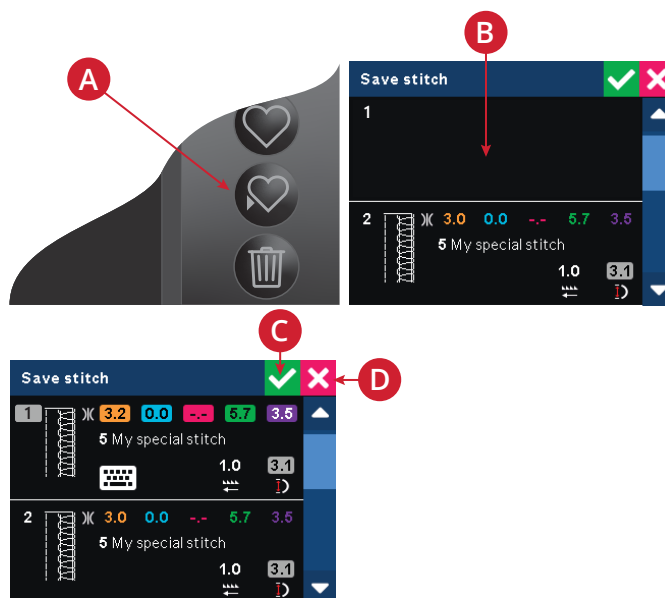 A
B
Save stitch
1
2 3.0 0.0 -.- 5.7 3.5
5 My special stitch
1.0 3.1
C
D
Save stitch
1 3.2 0.0 -.- 5.7 3.5
5 My special stitch
1.0 3.1
2 3.0 0.0 -.- 5.7 3.5
5 My special stitch
1.0 3.1